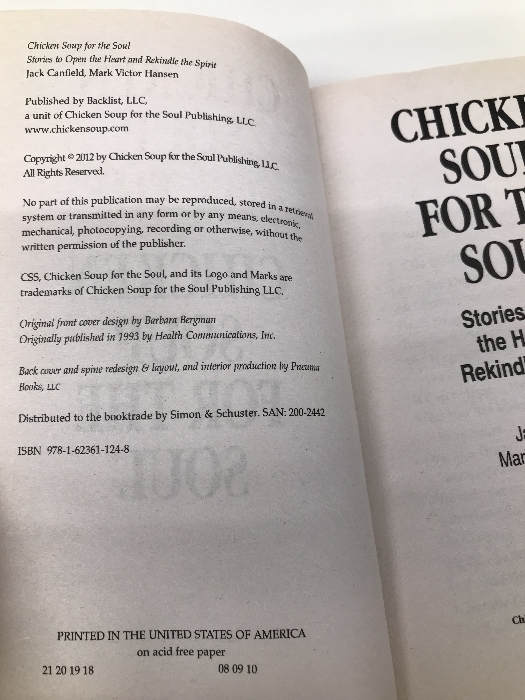 Chicken Soup for the Soul
Stories to Open the Heart and Rekindle the Spirit
Jack Canfield, Mark Victor Hansen
Published by Backlist, LLC,
a unit of Chicken Soup for the Soul Publishing, LLC
www.chickensoup.com
Copyright © 2012 by Chicken Soup for the Soul Publishing, LLC.
All Rights Reserved.
No part of this publication may be reproduced, stored in a retrieval
system or transmitted in any form or by any means, electronic,
mechanical, photocopying, recording or otherwise, without the
written permission of the publisher.
CSS, Chicken Soup for the Soul, and its Logo and Marks are
trademarks of Chicken Soup for the Soul Publishing LLC.
Original front cover design by Barbara Bergman
Originally published in 1993 by Health Communications, Inc.
Back cover and spine redesign & layout, and interior production by Pneuma
Books, LLC
Distributed to the booktrade by Simon & Schuster. SAN: 200-2442
ISBN 978-1-62361-124-8
PRINTED IN THE UNITED STATES OF AMERICA
on acid free paper
21 20 19 18 08 09 10
CHICK
SOU
FOR T
SOU
Stories
the H
Rekind
Ja
Mar
Ch